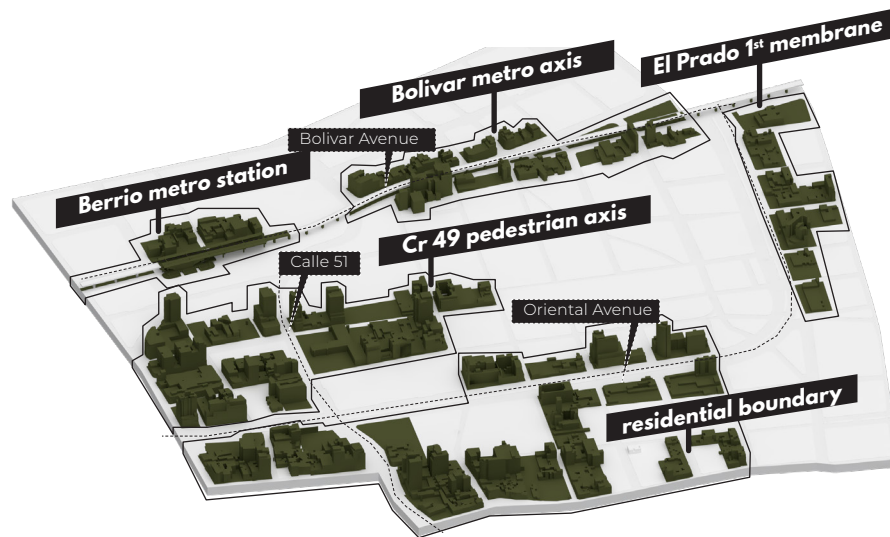 El Prado 1st membrane
Bolivar metro axis
Bolivar Avenue
Berrio metro station
Cr 49 pedestrian axis
Calle 51
Oriental Avenue
residential boundary